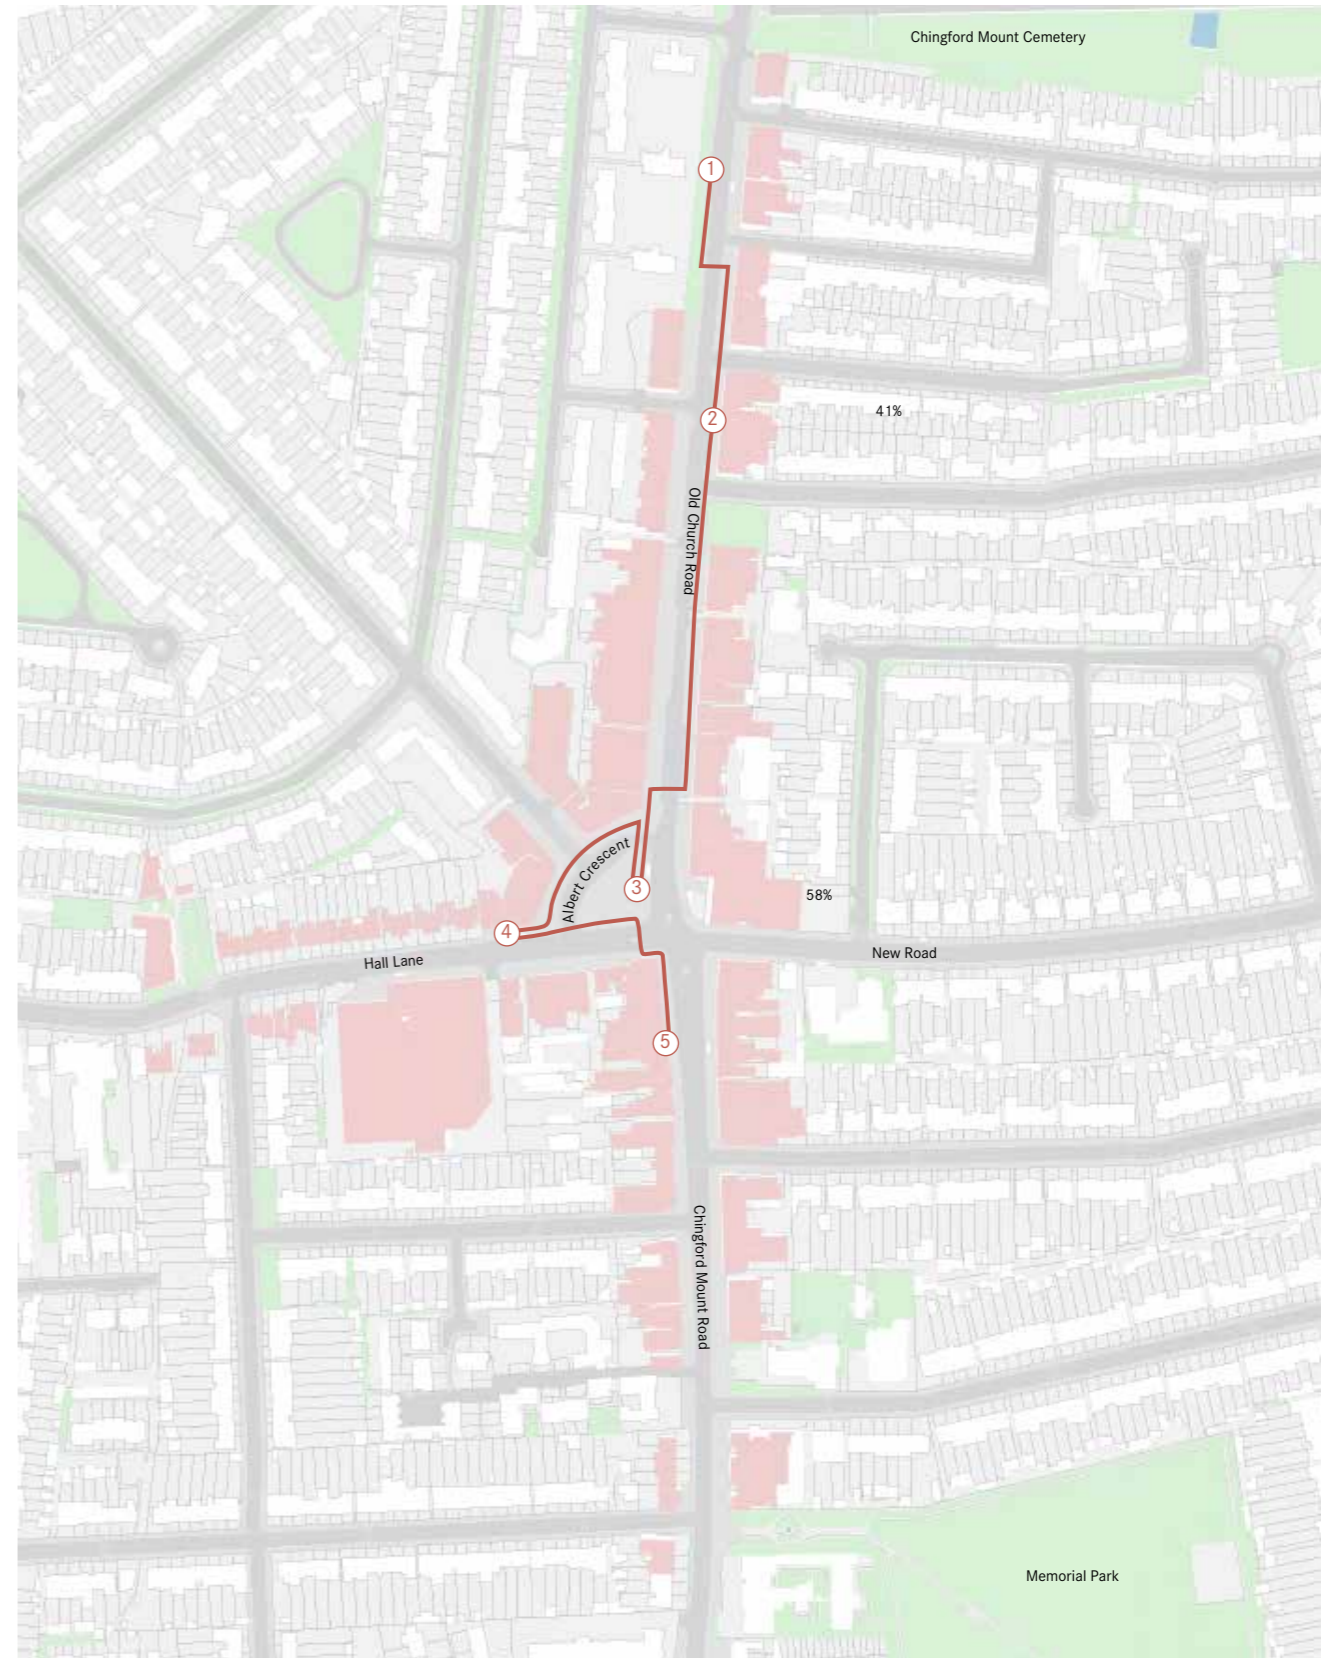 Chingford Mount Cemetery
1
41%
2
Old Church Road
Albert Crescent
3
58%
4
Hall Lane
New Road
5
Chingford Mount Road
Memorial Park